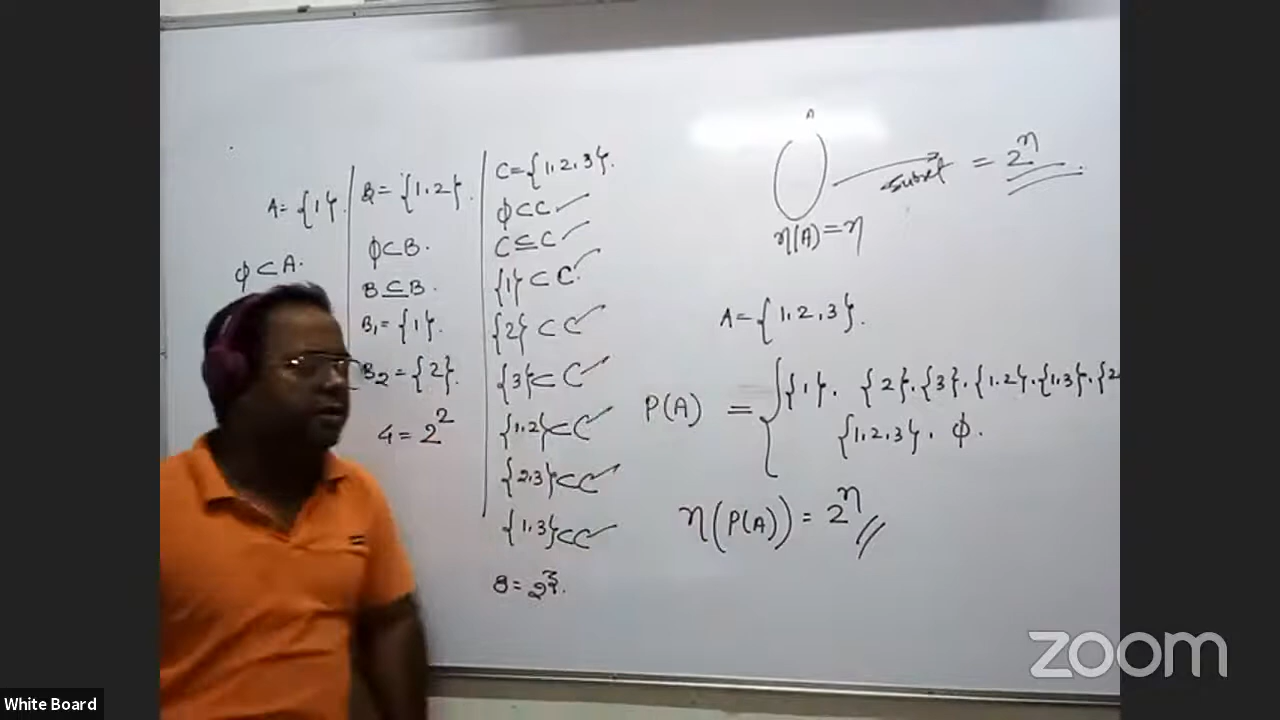 A = {1}.
φ ⊂ A.
B = {1, 2}.
φ ⊂ B.
B ⊆ B.
B₁ = {1}.
B₂ = {2}.
4 = 2²
C = {1, 2, 3}.
φ ⊂ C ✓
C ⊆ C ✓
{1} ⊂ C ✓
{2} ⊂ C ✓
{3} ⊂ C ✓
{1, 2} ⊂ C ✓
{2, 3} ⊂ C ✓
{1, 3} ⊂ C ✓
8 = 2³.
A
subset = 2ⁿ
n(A) = n
A = {1, 2, 3}.
P(A) = { {1}, {2}, {3}, {1, 2}, {1, 3}, {2
{1, 2, 3}, φ.
n(P(A)) = 2ⁿ //
zoom
White Board